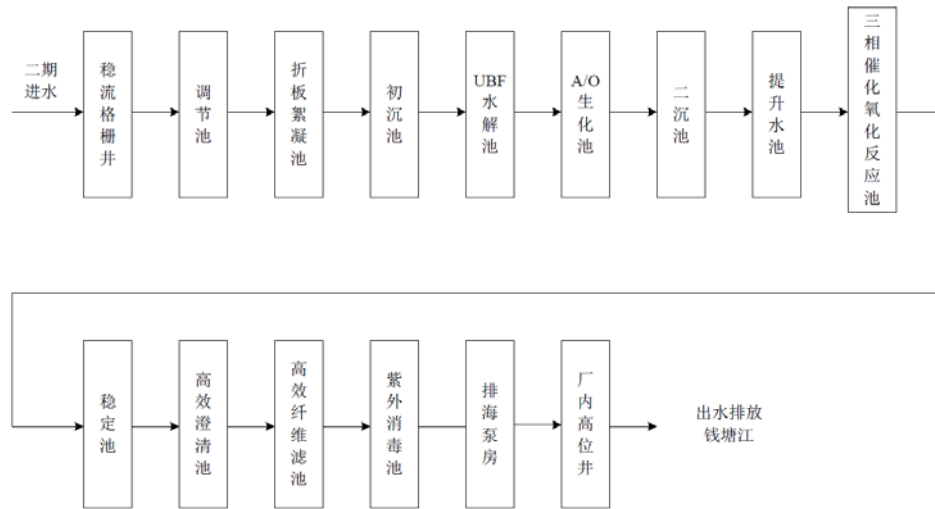 二期
进水
稳流格栅井
调节池
折板絮凝池
初沉池
UBF
水解池
A/O
生化池
二沉池
提升水池
三相催化氧化反应池
稳定池
高效澄清池
高效纤维滤池
紫外消毒池
排海泵房
厂内高位井
出水排放
钱塘江